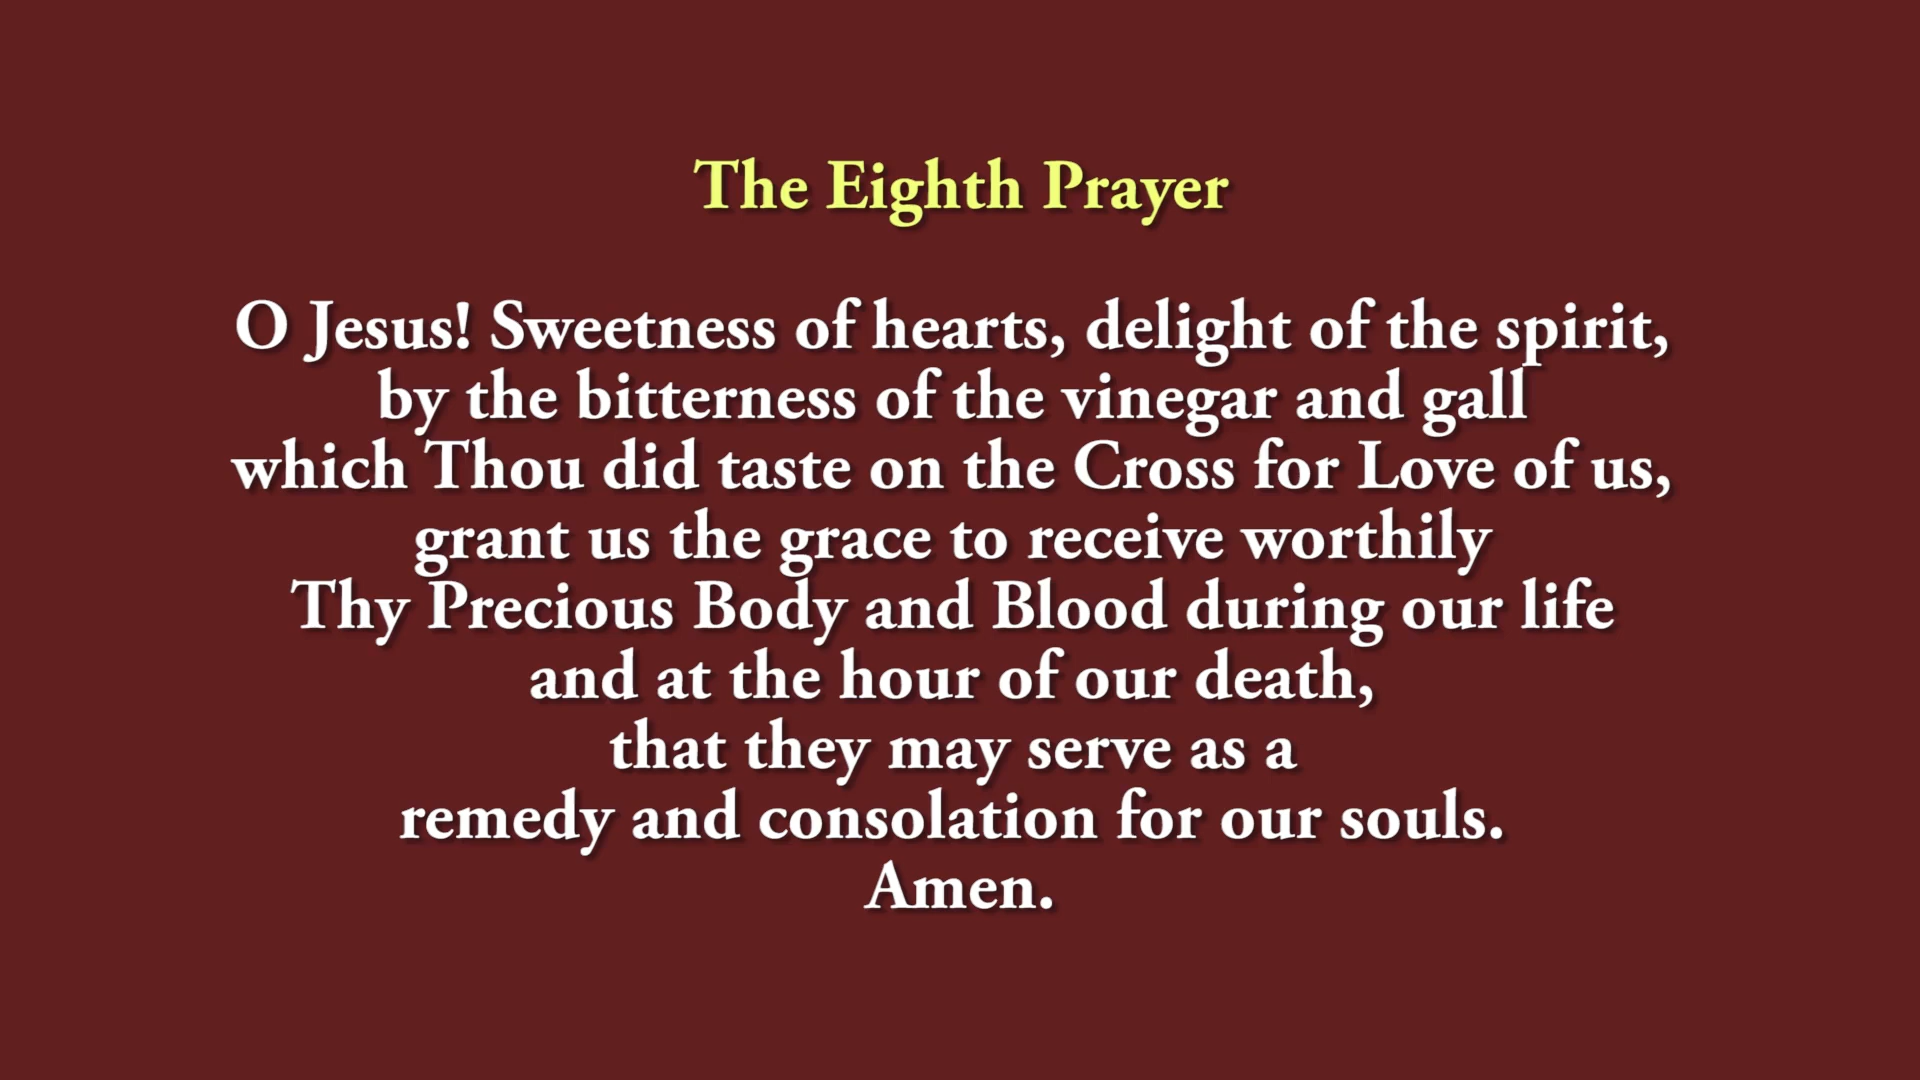 The Eighth Prayer
O Jesus! Sweetness of hearts, delight of the spirit,
by the bitterness of the vinegar and gall
which Thou did taste on the Cross for Love of us,
grant us the grace to receive worthily
Thy Precious Body and Blood during our life
and at the hour of our death,
that they may serve as a
remedy and consolation for our souls.
Amen.